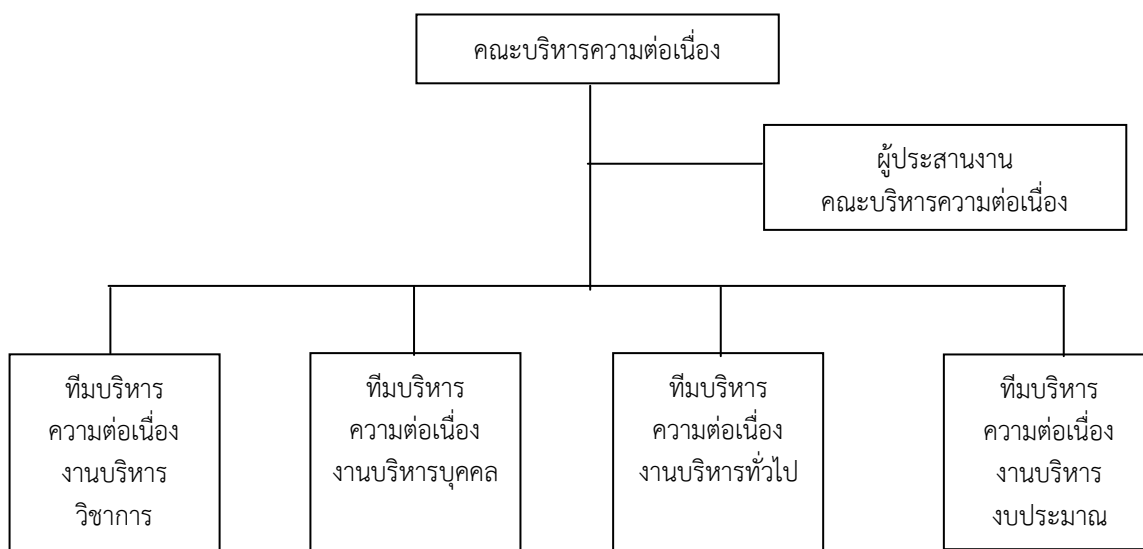 คณะบริหารความต่อเนื่อง
ผู้ประสานงาน
คณะบริหารความต่อเนื่อง
ทีมบริหาร
ความต่อเนื่อง
งานบริหาร
วิชาการ
ทีมบริหาร
ความต่อเนื่อง
งานบริหารบุคคล
ทีมบริหาร
ความต่อเนื่อง
งานบริหารทั่วไป
ทีมบริหาร
ความต่อเนื่อง
งานบริหาร
งบประมาณ